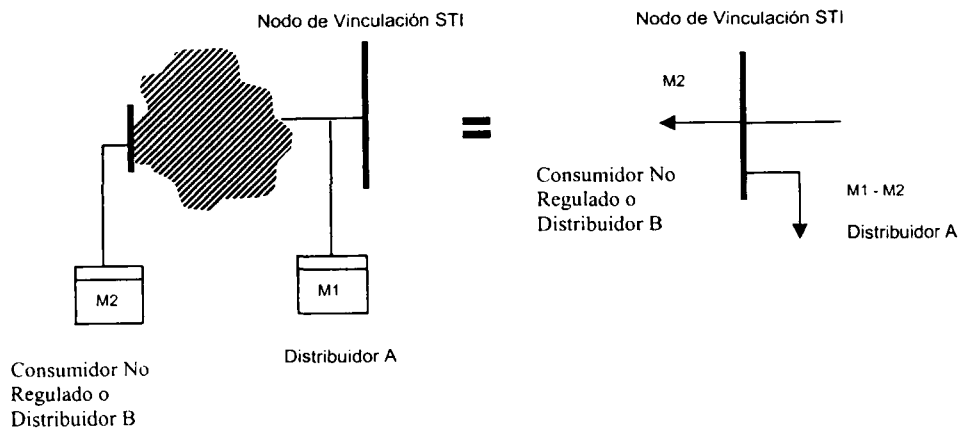 Nodo de Vinculación STI
Nodo de Vinculación STI
M2
=
Consumidor No
Regulado o
Distribuidor B
M1 - M2
Distribuidor A
M2
M1
Distribuidor A
Consumidor No
Regulado o
Distribuidor B